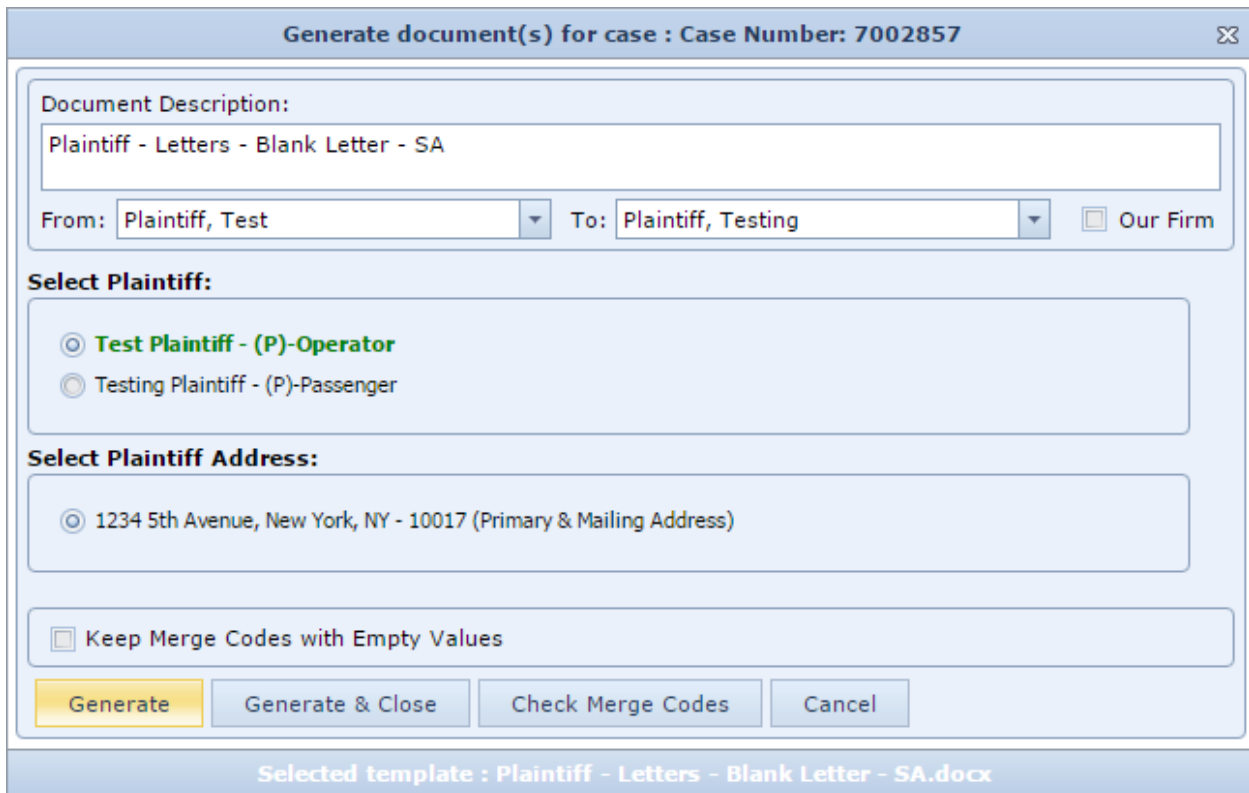 Generate document(s) for case : Case Number: 7002857
Document Description:
Plaintiff - Letters - Blank Letter - SA
From: Plaintiff, Test To: Plaintiff, Testing Our Firm
Select Plaintiff:
Test Plaintiff - (P)-Operator
Testing Plaintiff - (P)-Passenger
Select Plaintiff Address:
1234 5th Avenue, New York, NY - 10017 (Primary & Mailing Address)
Keep Merge Codes with Empty Values
Generate Generate & Close Check Merge Codes Cancel
Selected template : Plaintiff - Letters - Blank Letter - SA.docx